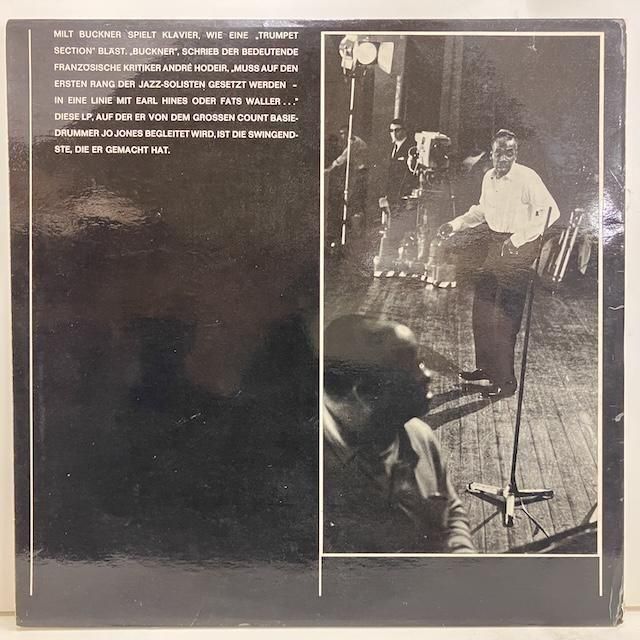 MILT BUCKNER SPIELT KLAVIER, WIE EINE „TRUMPET
SECTION" BLÄST. „BUCKNER", SCHRIEB DER BEDEUTENDE
FRANZÖSISCHE KRITIKER ANDRÉ HODEIR, „MUSS AUF DEN
ERSTEN RANG DER JAZZ-SOLISTEN GESETZT WERDEN –
IN EINE LINIE MIT EARL HINES ODER FATS WALLER ..."
DIESE LP, AUF DER ER VON DEM GROSSEN COUNT BASIE-
DRUMMER JO JONES BEGLEITET WIRD, IST DIE SWINGEND-
STE, DIE ER GEMACHT HAT.